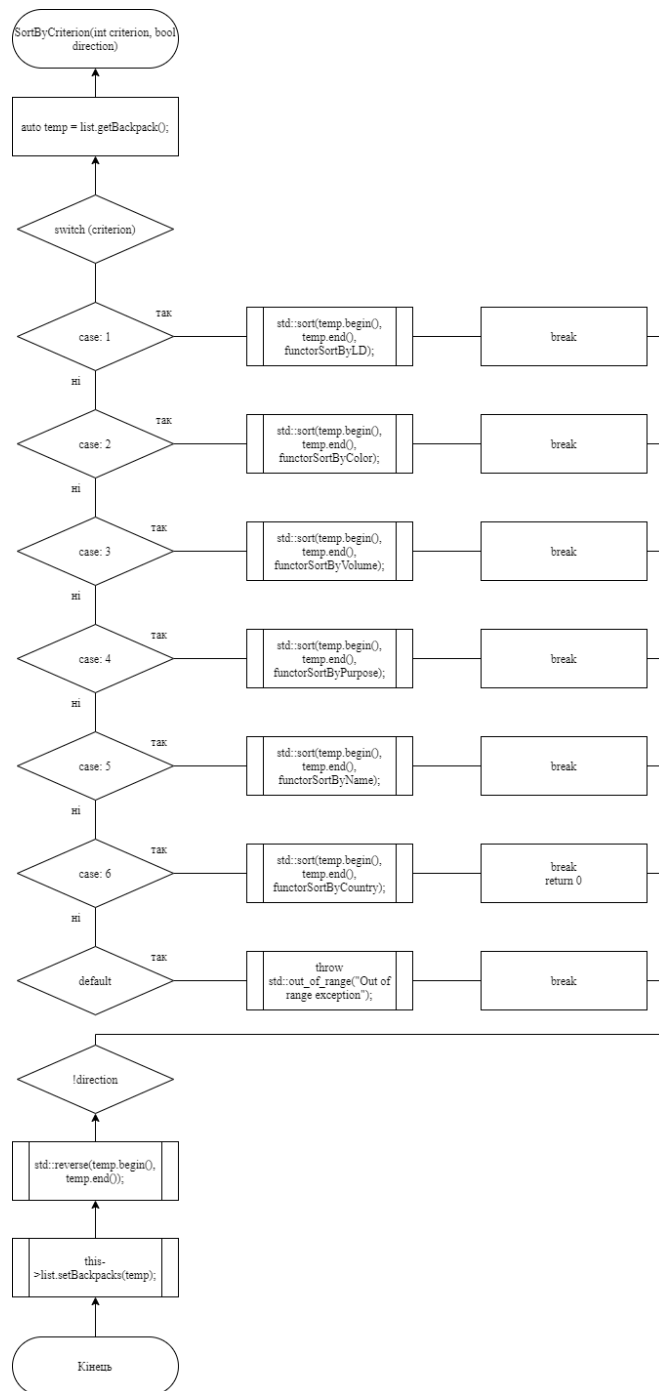 SortByCriterion(int criterion, bool
direction)
auto temp = list.getBackpack();
switch (criterion)
так
case: 1
std::sort(temp.begin(),
temp.end(),
functorSortByLD);
break
ні
так
case: 2
std::sort(temp.begin(),
temp.end(),
functorSortByColor);
break
ні
так
case: 3
std::sort(temp.begin(),
temp.end(),
functorSortByVolume);
break
ні
так
case: 4
std::sort(temp.begin(),
temp.end(),
functorSortByPurpose);
break
ні
так
case: 5
std::sort(temp.begin(),
temp.end(),
functorSortByName);
break
ні
так
case: 6
std::sort(temp.begin(),
temp.end(),
functorSortByCountry);
break
return 0
ні
так
default
throw
std::out_of_range("Out of
range exception");
break
!direction
std::reverse(temp.begin(),
temp.end());
this-
>list.setBackpacks(temp);
Кінець